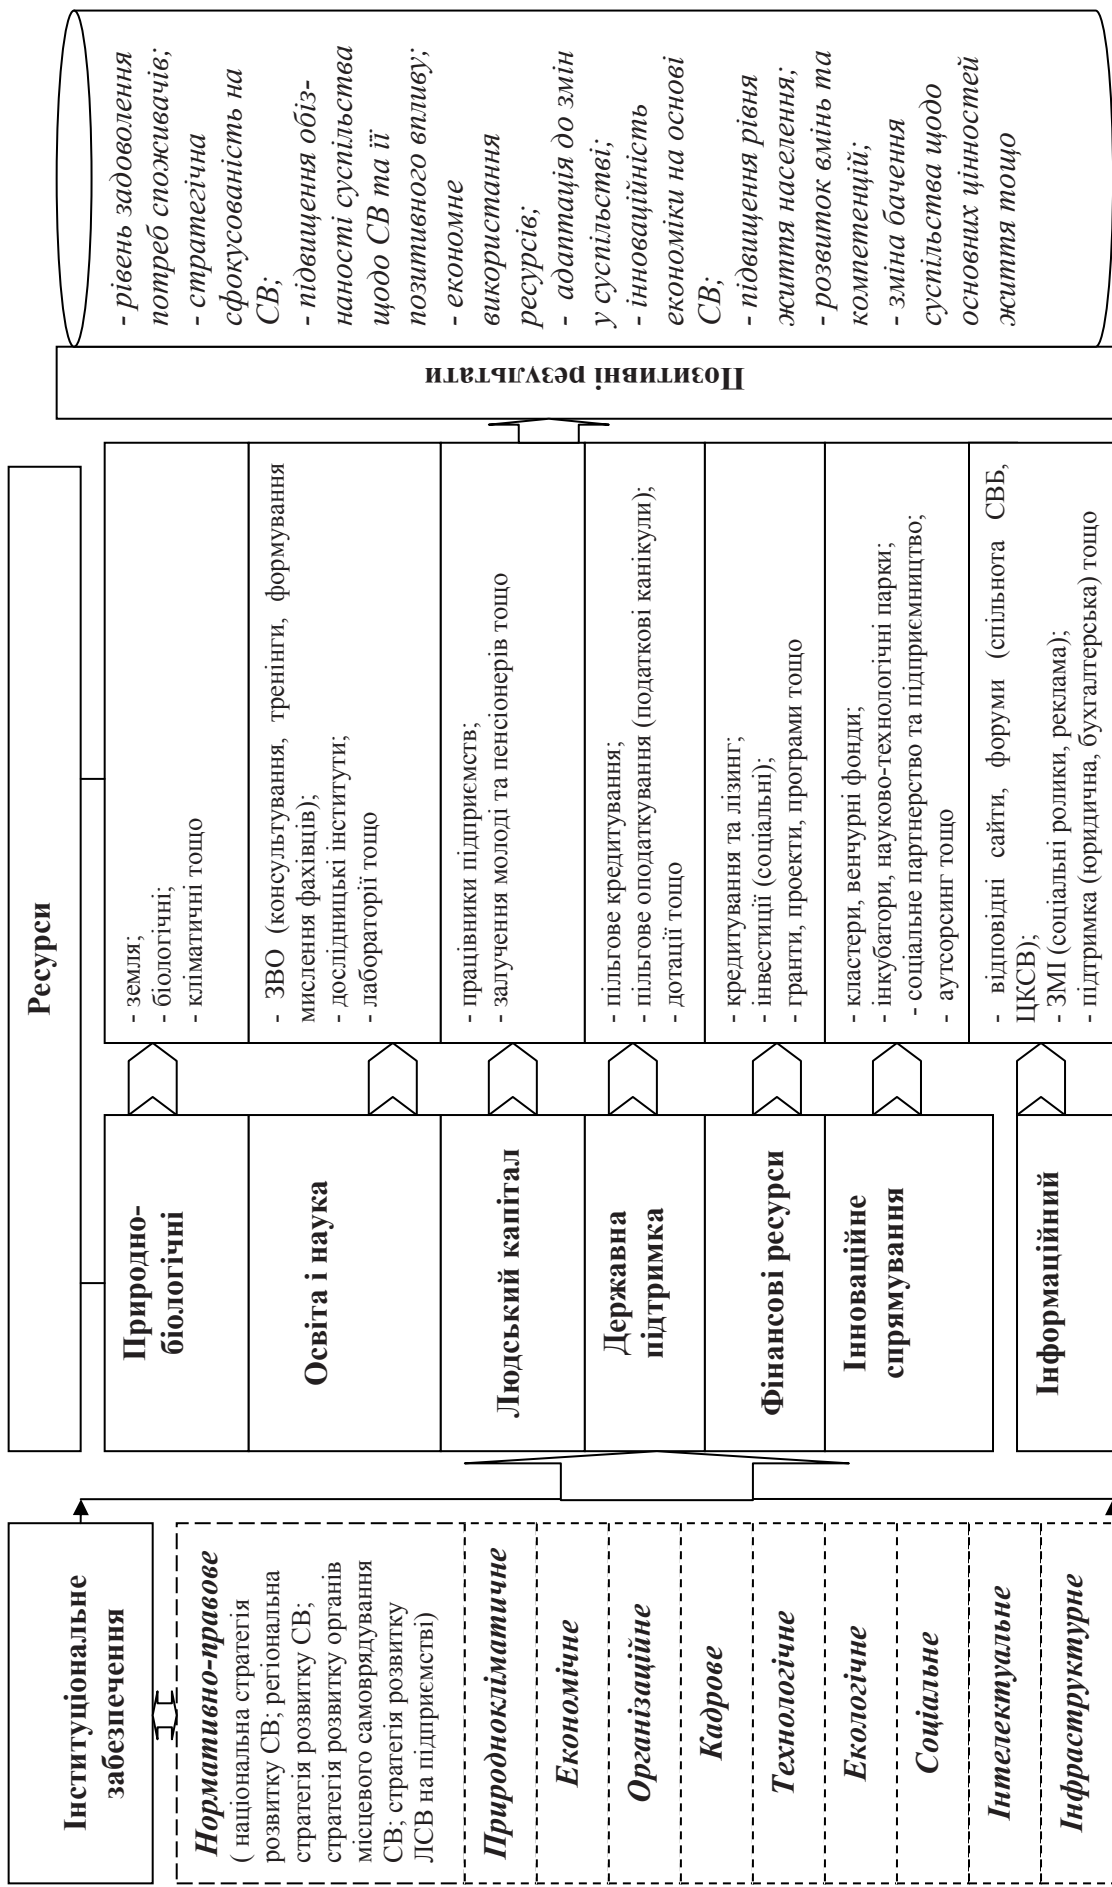 Інституціональне
забезпечення
Нормативно-правове
( національна стратегія
розвитку СВ; регіональна
стратегія розвитку СВ;
стратегія розвитку органів
місцевого самоврядування
СВ; стратегія розвитку
ЛСВ на підприємстві)
Природнокліматичне
Економічне
Організаційне
Кадрове
Технологічне
Екологічне
Соціальне
Інтелектуальне
Інфраструктурне
Ресурси
Природно-
біологічні
- земля;
- біологічні;
- кліматичні тощо
Освіта і наука
- ЗВО (консультування, тренінги, формування
мислення фахівців);
- дослідницькі інститути;
- лабораторії тощо
Людський капітал
- працівники підприємств;
- залучення молоді та пенсіонерів тощо
Державна
підтримка
- пільгове кредитування;
- пільгове оподаткування (податкові канікули);
- дотації тощо
Фінансові ресурси
- кредитування та лізинг;
- інвестиції (соціальні);
- гранти, проекти, програми тощо
Інноваційне
спрямування
- кластери, венчурні фонди;
- інкубатори, науково-технологічні парки;
- соціальне партнерство та підприємництво;
- аутсорсинг тощо
Інформаційний
- відповідні сайти, форуми (спільнота СВБ,
ЦКСВ);
- ЗМІ (соціальні ролики, реклама);
- підтримка (юридична, бухгалтерська) тощо
Позитивні результати
- рівень задоволення
потреб споживачів;
- стратегічна
сфокусованість на
СВ;
- підвищення обіз-
наності суспільства
щодо СВ та її
позитивного впливу;
- економне
використання
ресурсів;
- адаптація до змін
у суспільстві;
- інноваційність
економіки на основі
СВ;
- підвищення рівня
життя населення;
- розвиток вмінь та
компетенцій;
- зміна бачення
суспільства щодо
основних цінностей
життя тощо